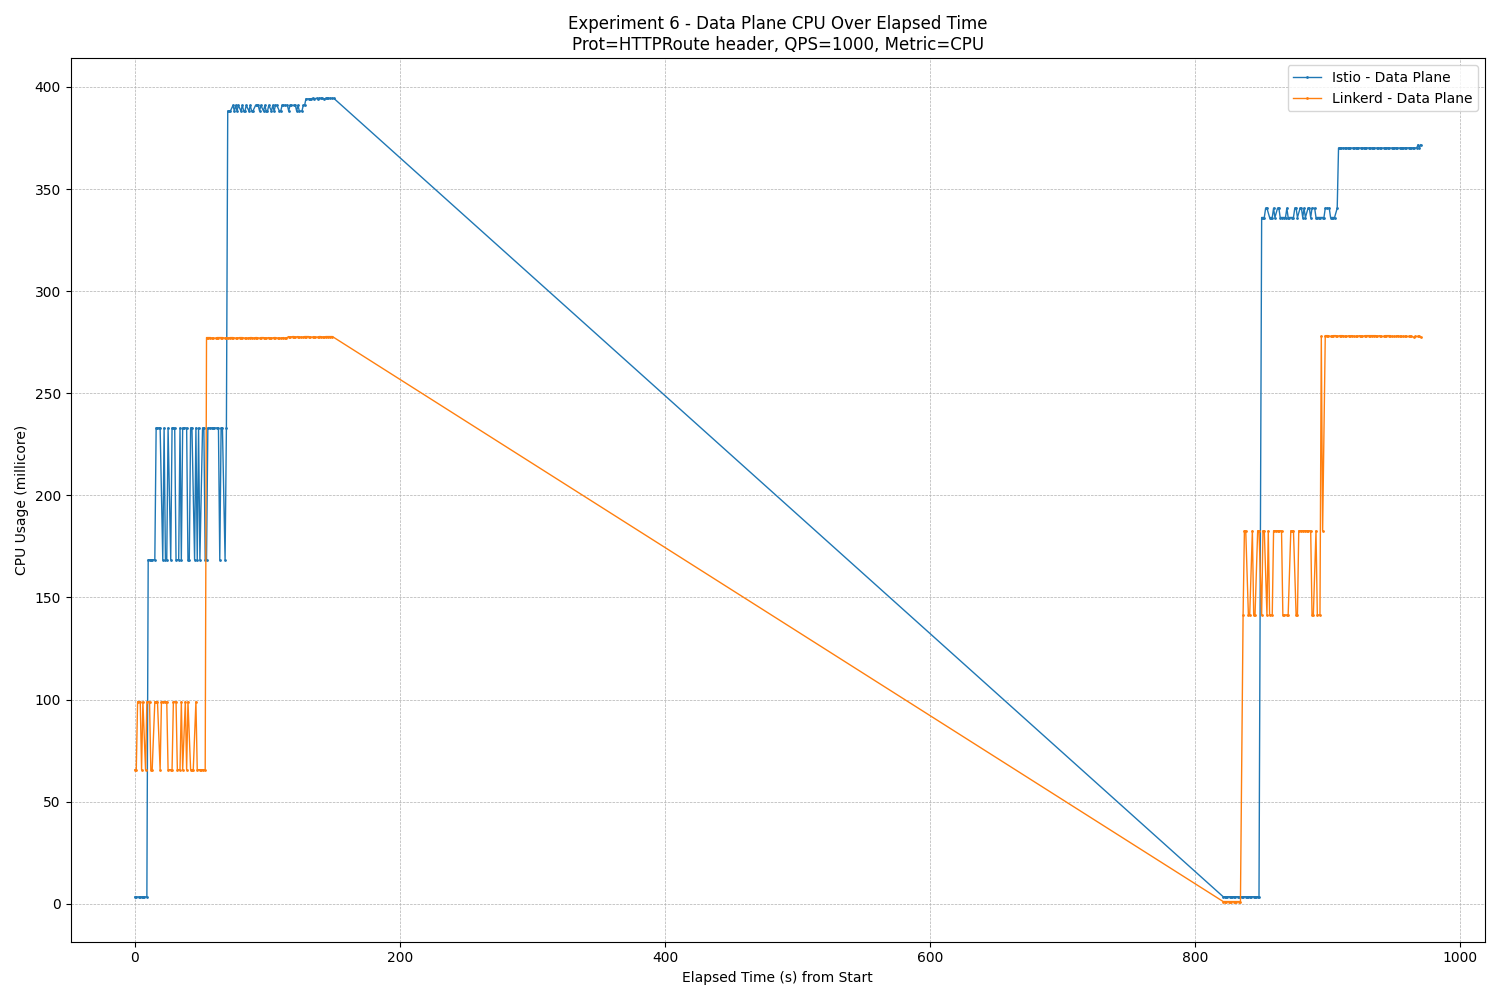 Experiment 6 - Data Plane CPU Over Elapsed Time
Prot=HTTPRoute header, QPS=1000, Metric=CPU
Istio - Data Plane
Linkerd - Data Plane
CPU Usage (millicore)
400
350
300
250
200
150
100
50
0
0 200 400 600 800 1000
Elapsed Time (s) from Start